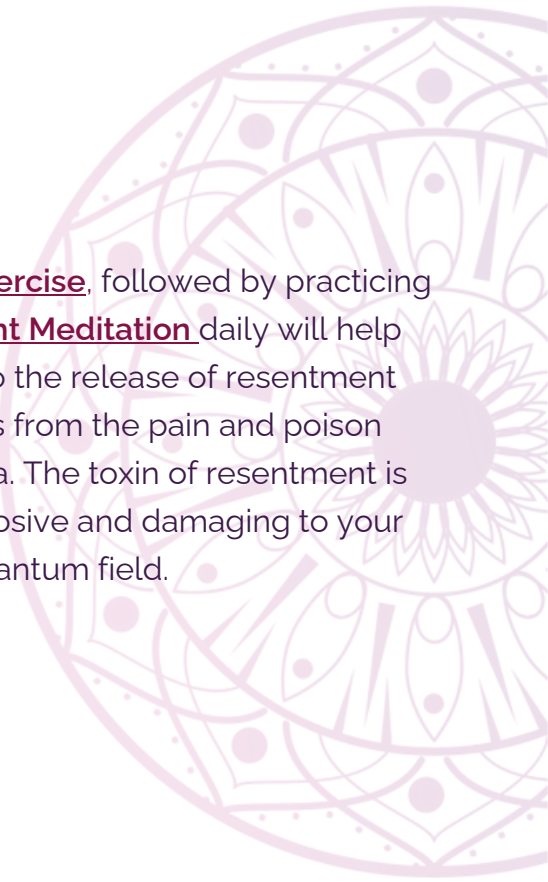 ercise, followed by practicing
nt Meditation daily will help
o the release of resentment
s from the pain and poison
a. The toxin of resentment is
osive and damaging to your
antum field.